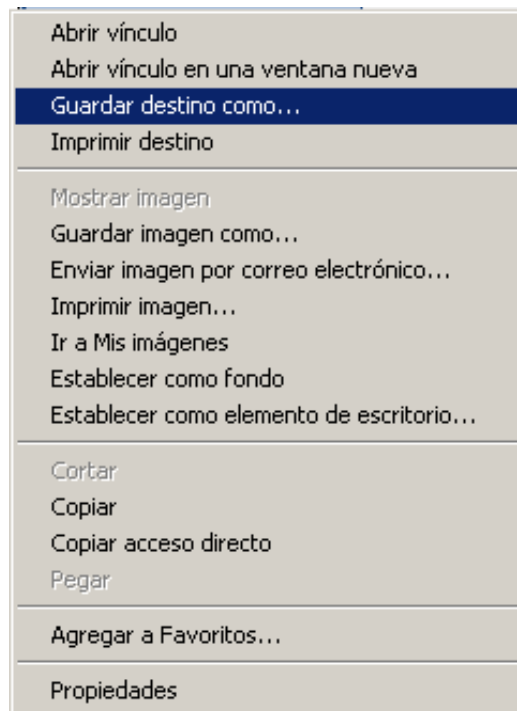 Abrir vínculo
Abrir vínculo en una ventana nueva
Guardar destino como...
Imprimir destino
Mostrar imagen
Guardar imagen como...
Enviar imagen por correo electrónico...
Imprimir imagen...
Ir a Mis imágenes
Establecer como fondo
Establecer como elemento de escritorio...
Cortar
Copiar
Copiar acceso directo
Pegar
Agregar a Favoritos...
Propiedades